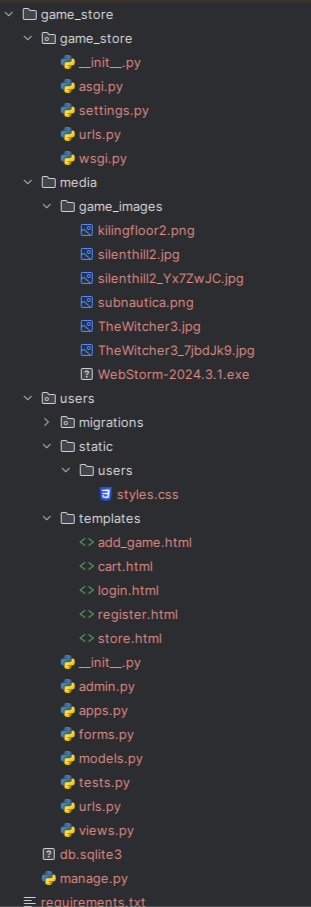 game_store
game_store
__init__.py
asgi.py
settings.py
urls.py
wsgi.py
media
game_images
kilingfloor2.png
silenthill2.jpg
silenthill2_Yx7ZwJC.jpg
subnautica.png
TheWitcher3.jpg
TheWitcher3_7jbdJk9.jpg
WebStorm-2024.3.1.exe
users
migrations
static
users
styles.css
templates
add_game.html
cart.html
login.html
register.html
store.html
__init__.py
admin.py
apps.py
forms.py
models.py
tests.py
urls.py
views.py
db.sqlite3
manage.py
requirements.txt